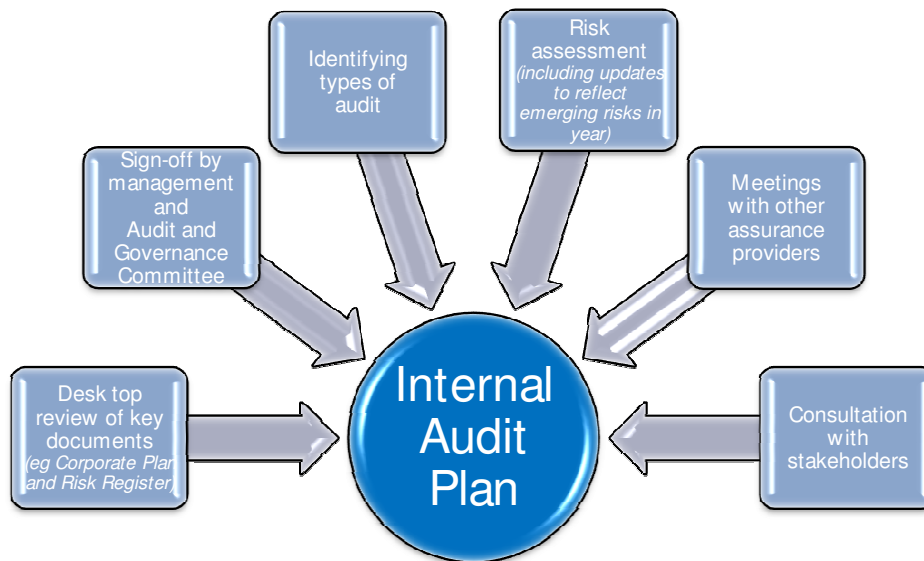 Identifying
types of
audit
Risk
assessment
(including updates
to reflect
emerging risks in
year)
Sign-off by
management
and
Audit and
Governance
Committee
Meetings
with other
assurance
providers
Desk top
review of key
documents
(eg Corporate Plan
and Risk Register)
Internal
Audit
Plan
Consultation
with
stakeholders